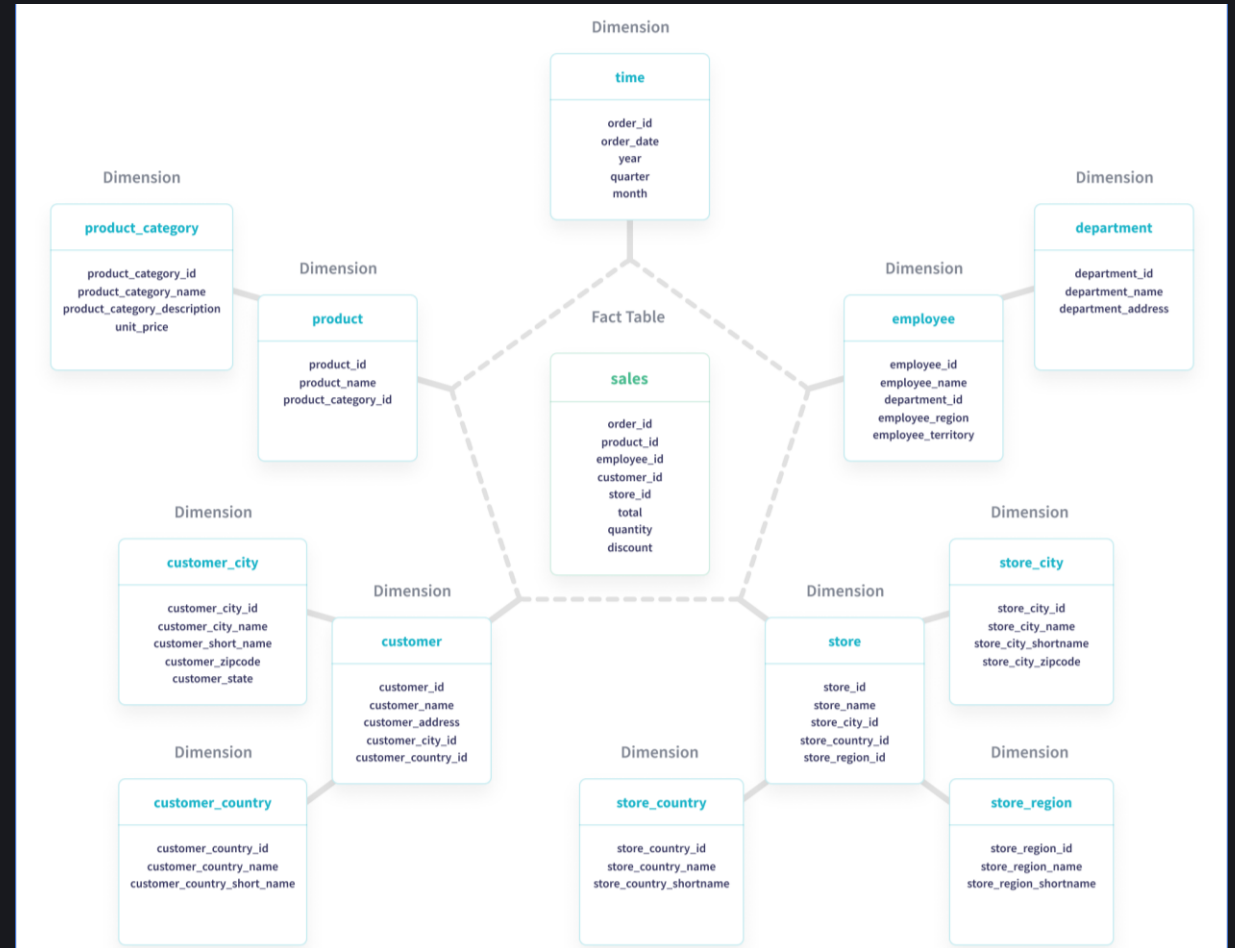 Dimension
time
order_id
order_date
year
quarter
month
Dimension
product_category
product_category_id
product_category_name
product_category_description
unit_price
Dimension
product
product_id
product_name
product_category_id
Fact Table
sales
order_id
product_id
employee_id
customer_id
store_id
total
quantity
discount
Dimension
employee
employee_id
employee_name
department_id
employee_region
employee_territory
Dimension
department
department_id
department_name
department_address
Dimension
customer_city
customer_city_id
customer_city_name
customer_short_name
customer_zipcode
customer_state
Dimension
customer
customer_id
customer_name
customer_address
customer_city_id
customer_country_id
Dimension
store
store_id
store_name
store_city_id
store_country_id
store_region_id
Dimension
store_city
store_city_id
store_city_name
store_city_shortname
store_city_zipcode
Dimension
customer_country
customer_country_id
customer_country_name
customer_country_short_name
Dimension
store_country
store_country_id
store_country_name
store_country_shortname
Dimension
store_region
store_region_id
store_region_name
store_region_shortname